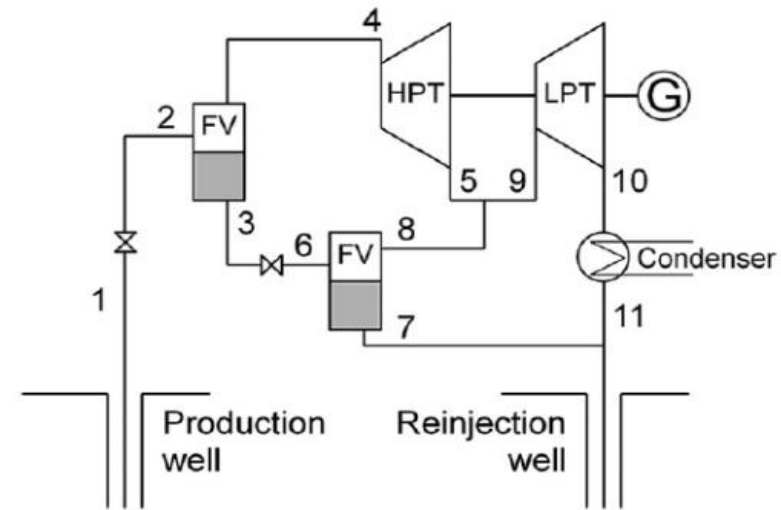 4
HPT
LPT
G
2
FV
5
9
10
3
6
FV
8
Condenser
1
7
11
Production
well
Reinjection
well